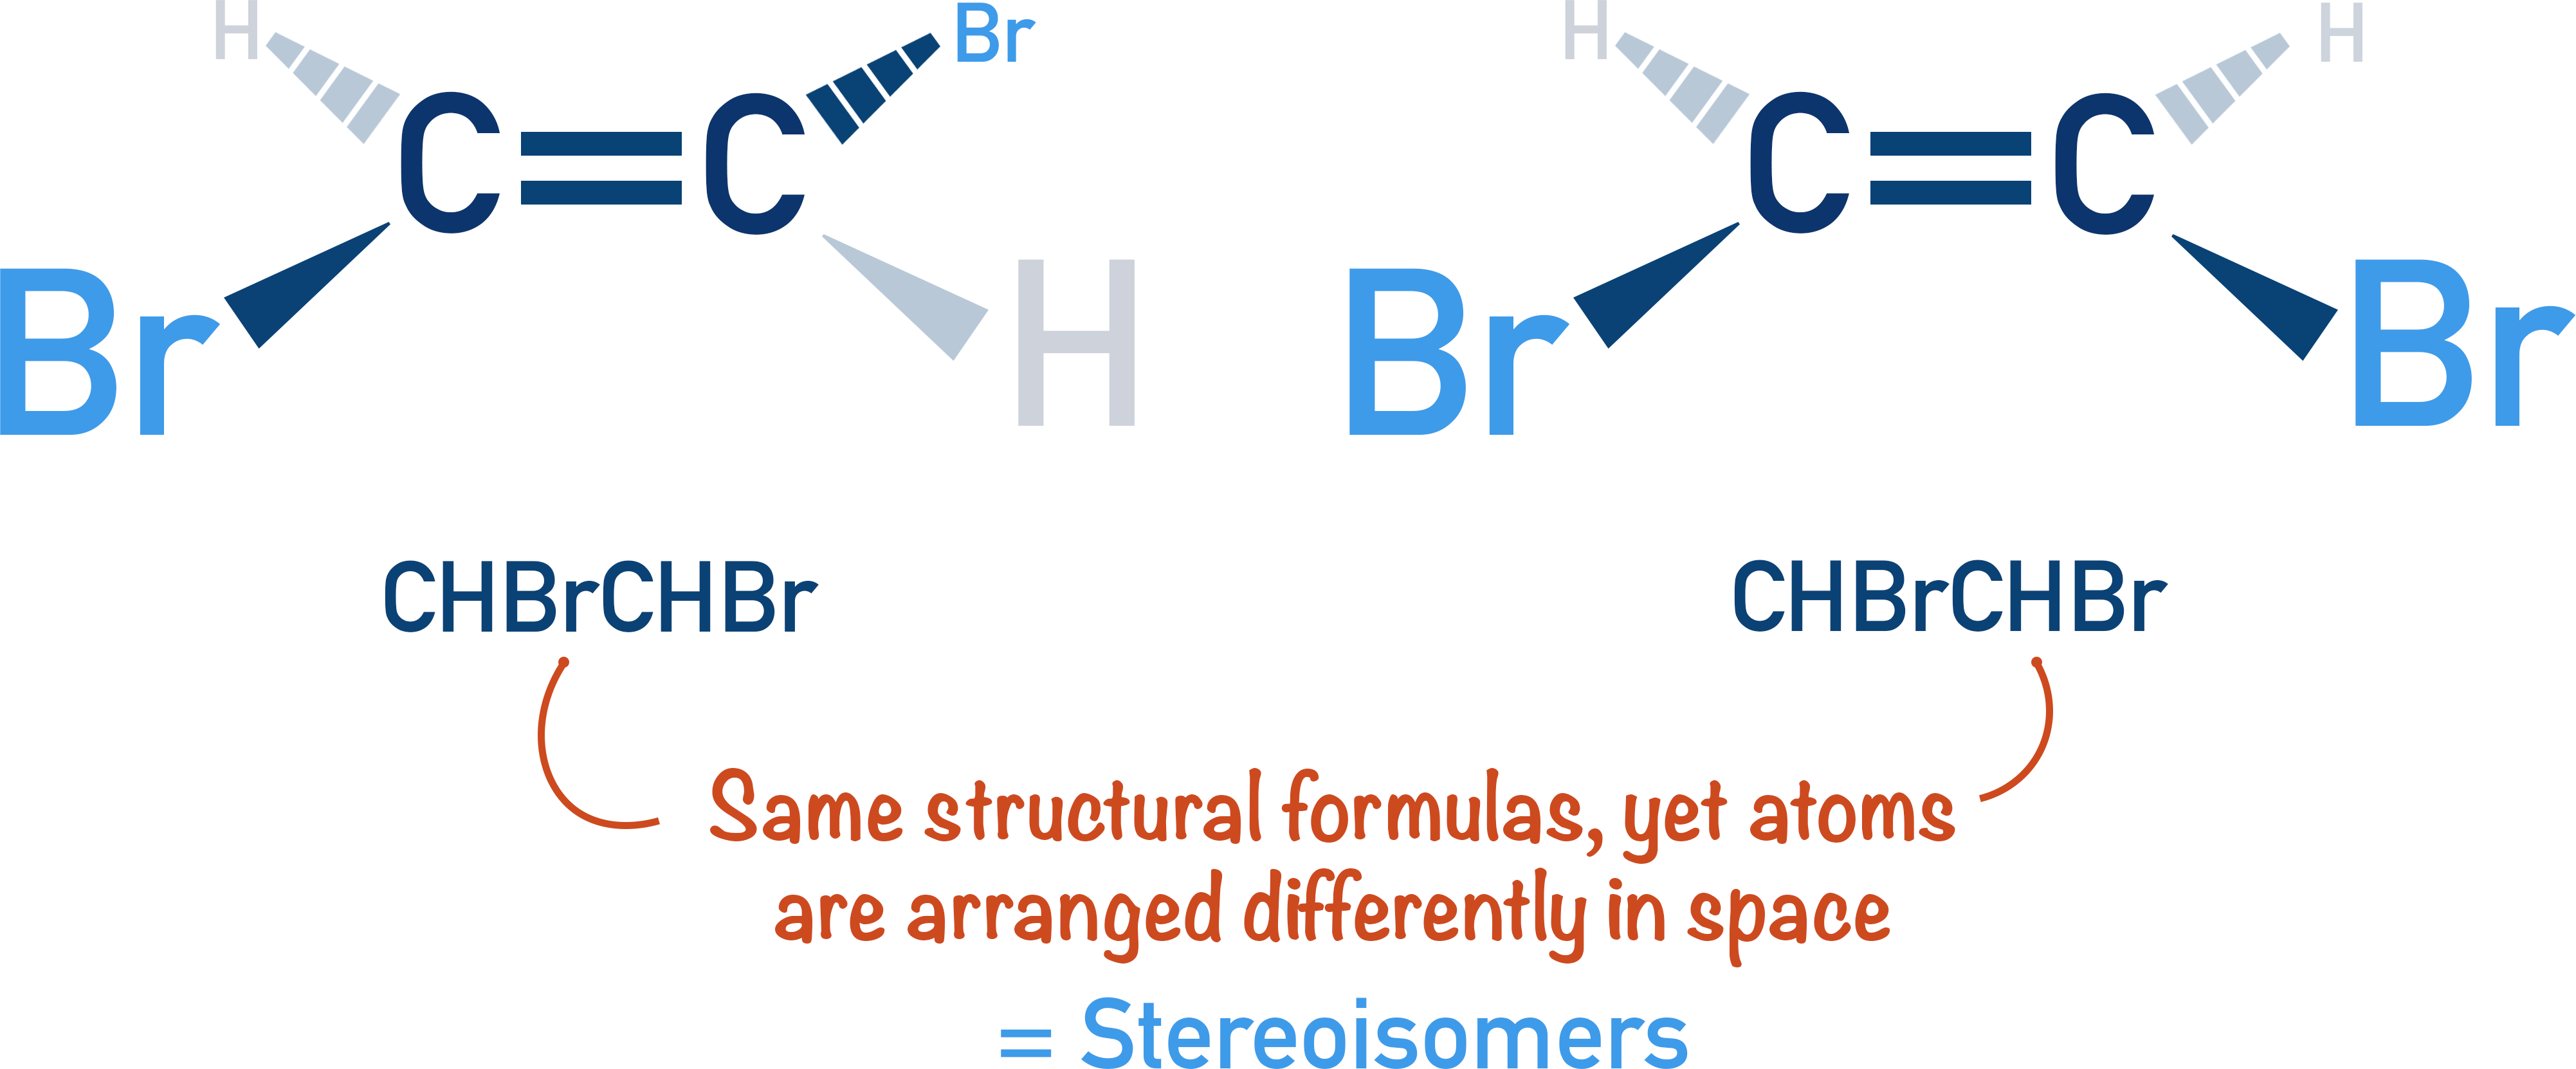 H Br H H
C=C C=C
Br H Br Br
CHBrCHBr CHBrCHBr
Same structural formulas, yet atoms
are arranged differently in space
= Stereoisomers